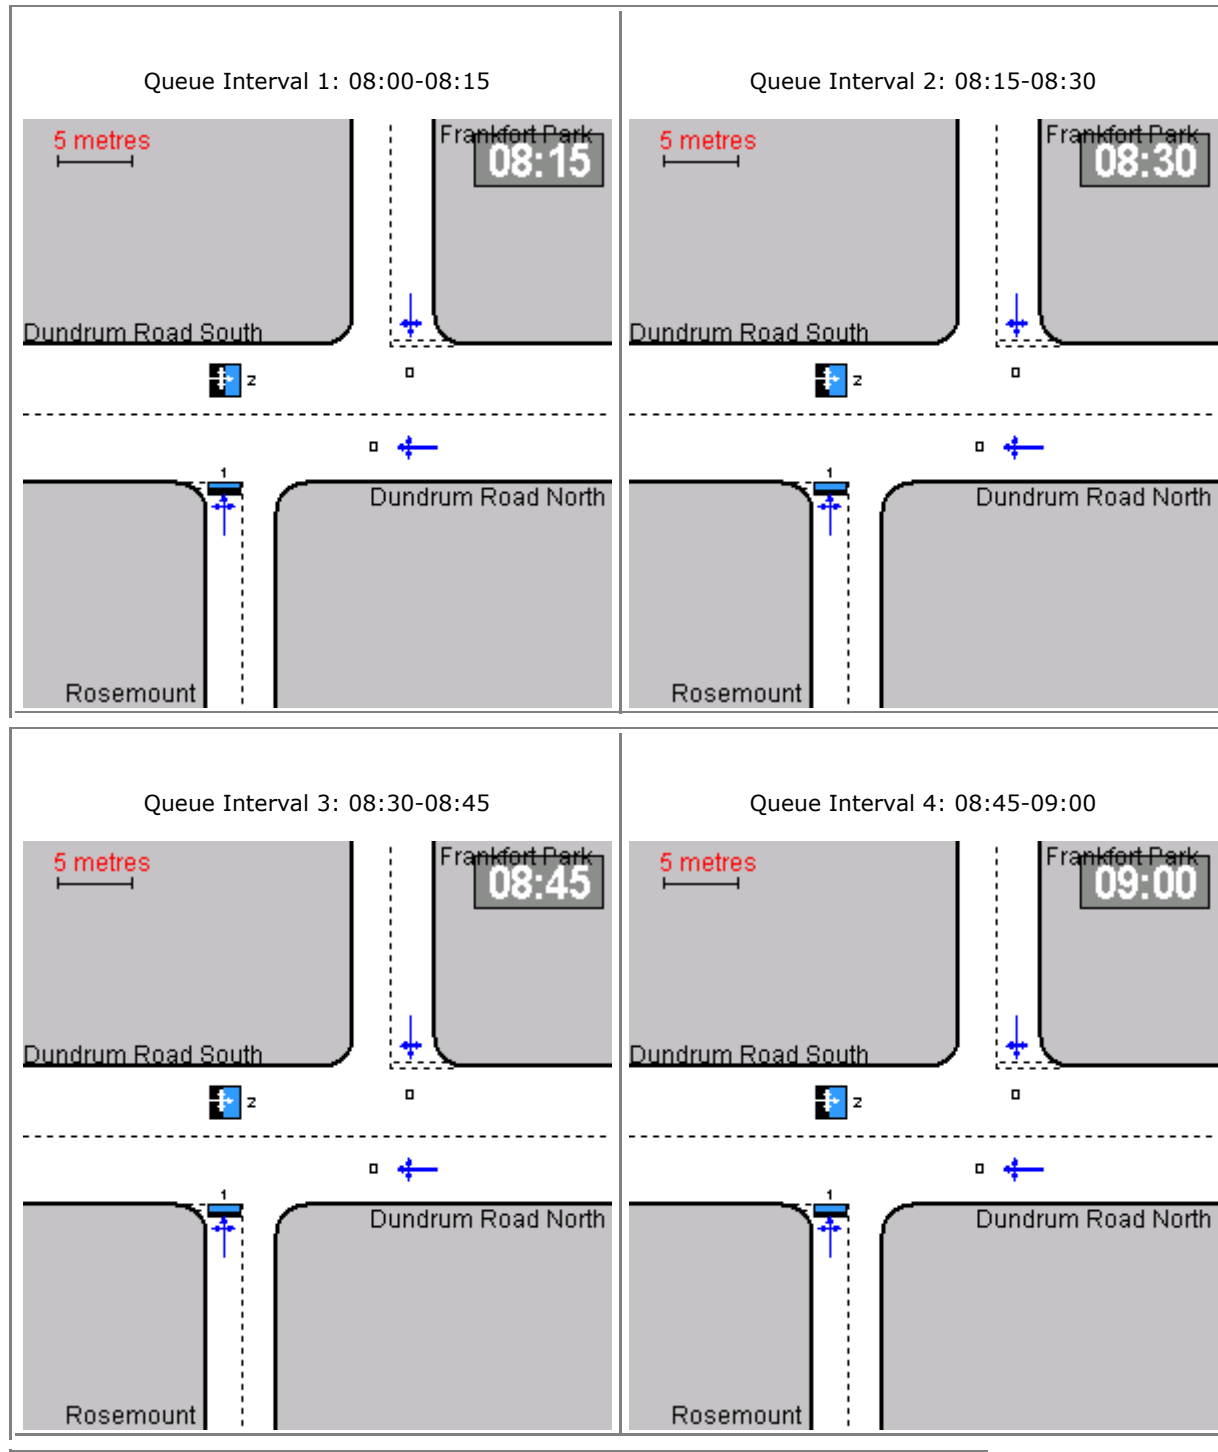 Queue Interval 1: 08:00-08:15
5 metres
Frankfort Park
08:15
Dundrum Road South
2
1
Dundrum Road North
Rosemount
Queue Interval 2: 08:15-08:30
5 metres
Frankfort Park
08:30
Dundrum Road South
2
1
Dundrum Road North
Rosemount
Queue Interval 3: 08:30-08:45
5 metres
Frankfort Park
08:45
Dundrum Road South
2
1
Dundrum Road North
Rosemount
Queue Interval 4: 08:45-09:00
5 metres
Frankfort Park
09:00
Dundrum Road South
2
1
Dundrum Road North
Rosemount